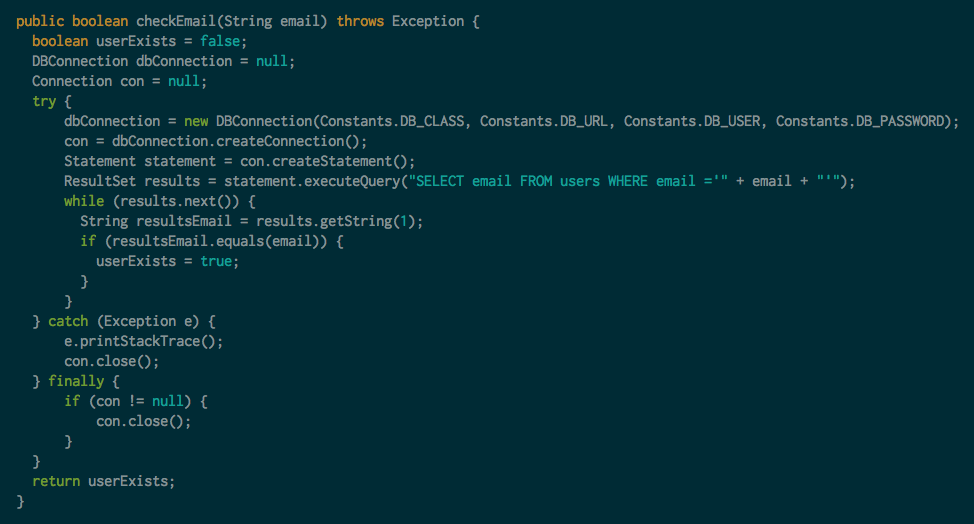 public boolean checkEmail(String email) throws Exception {
  boolean userExists = false;
  DBConnection dbConnection = null;
  Connection con = null;
  try {
      dbConnection = new DBConnection(Constants.DB_CLASS, Constants.DB_URL, Constants.DB_USER, Constants.DB_PASSWORD);
      con = dbConnection.createConnection();
      Statement statement = con.createStatement();
      ResultSet results = statement.executeQuery("SELECT email FROM users WHERE email ='" + email + "'");
      while (results.next()) {
        String resultsEmail = results.getString(1);
        if (resultsEmail.equals(email)) {
          userExists = true;
        }
      }
  } catch (Exception e) {
      e.printStackTrace();
      con.close();
  } finally {
      if (con != null) {
          con.close();
      }
  }
  return userExists;
}